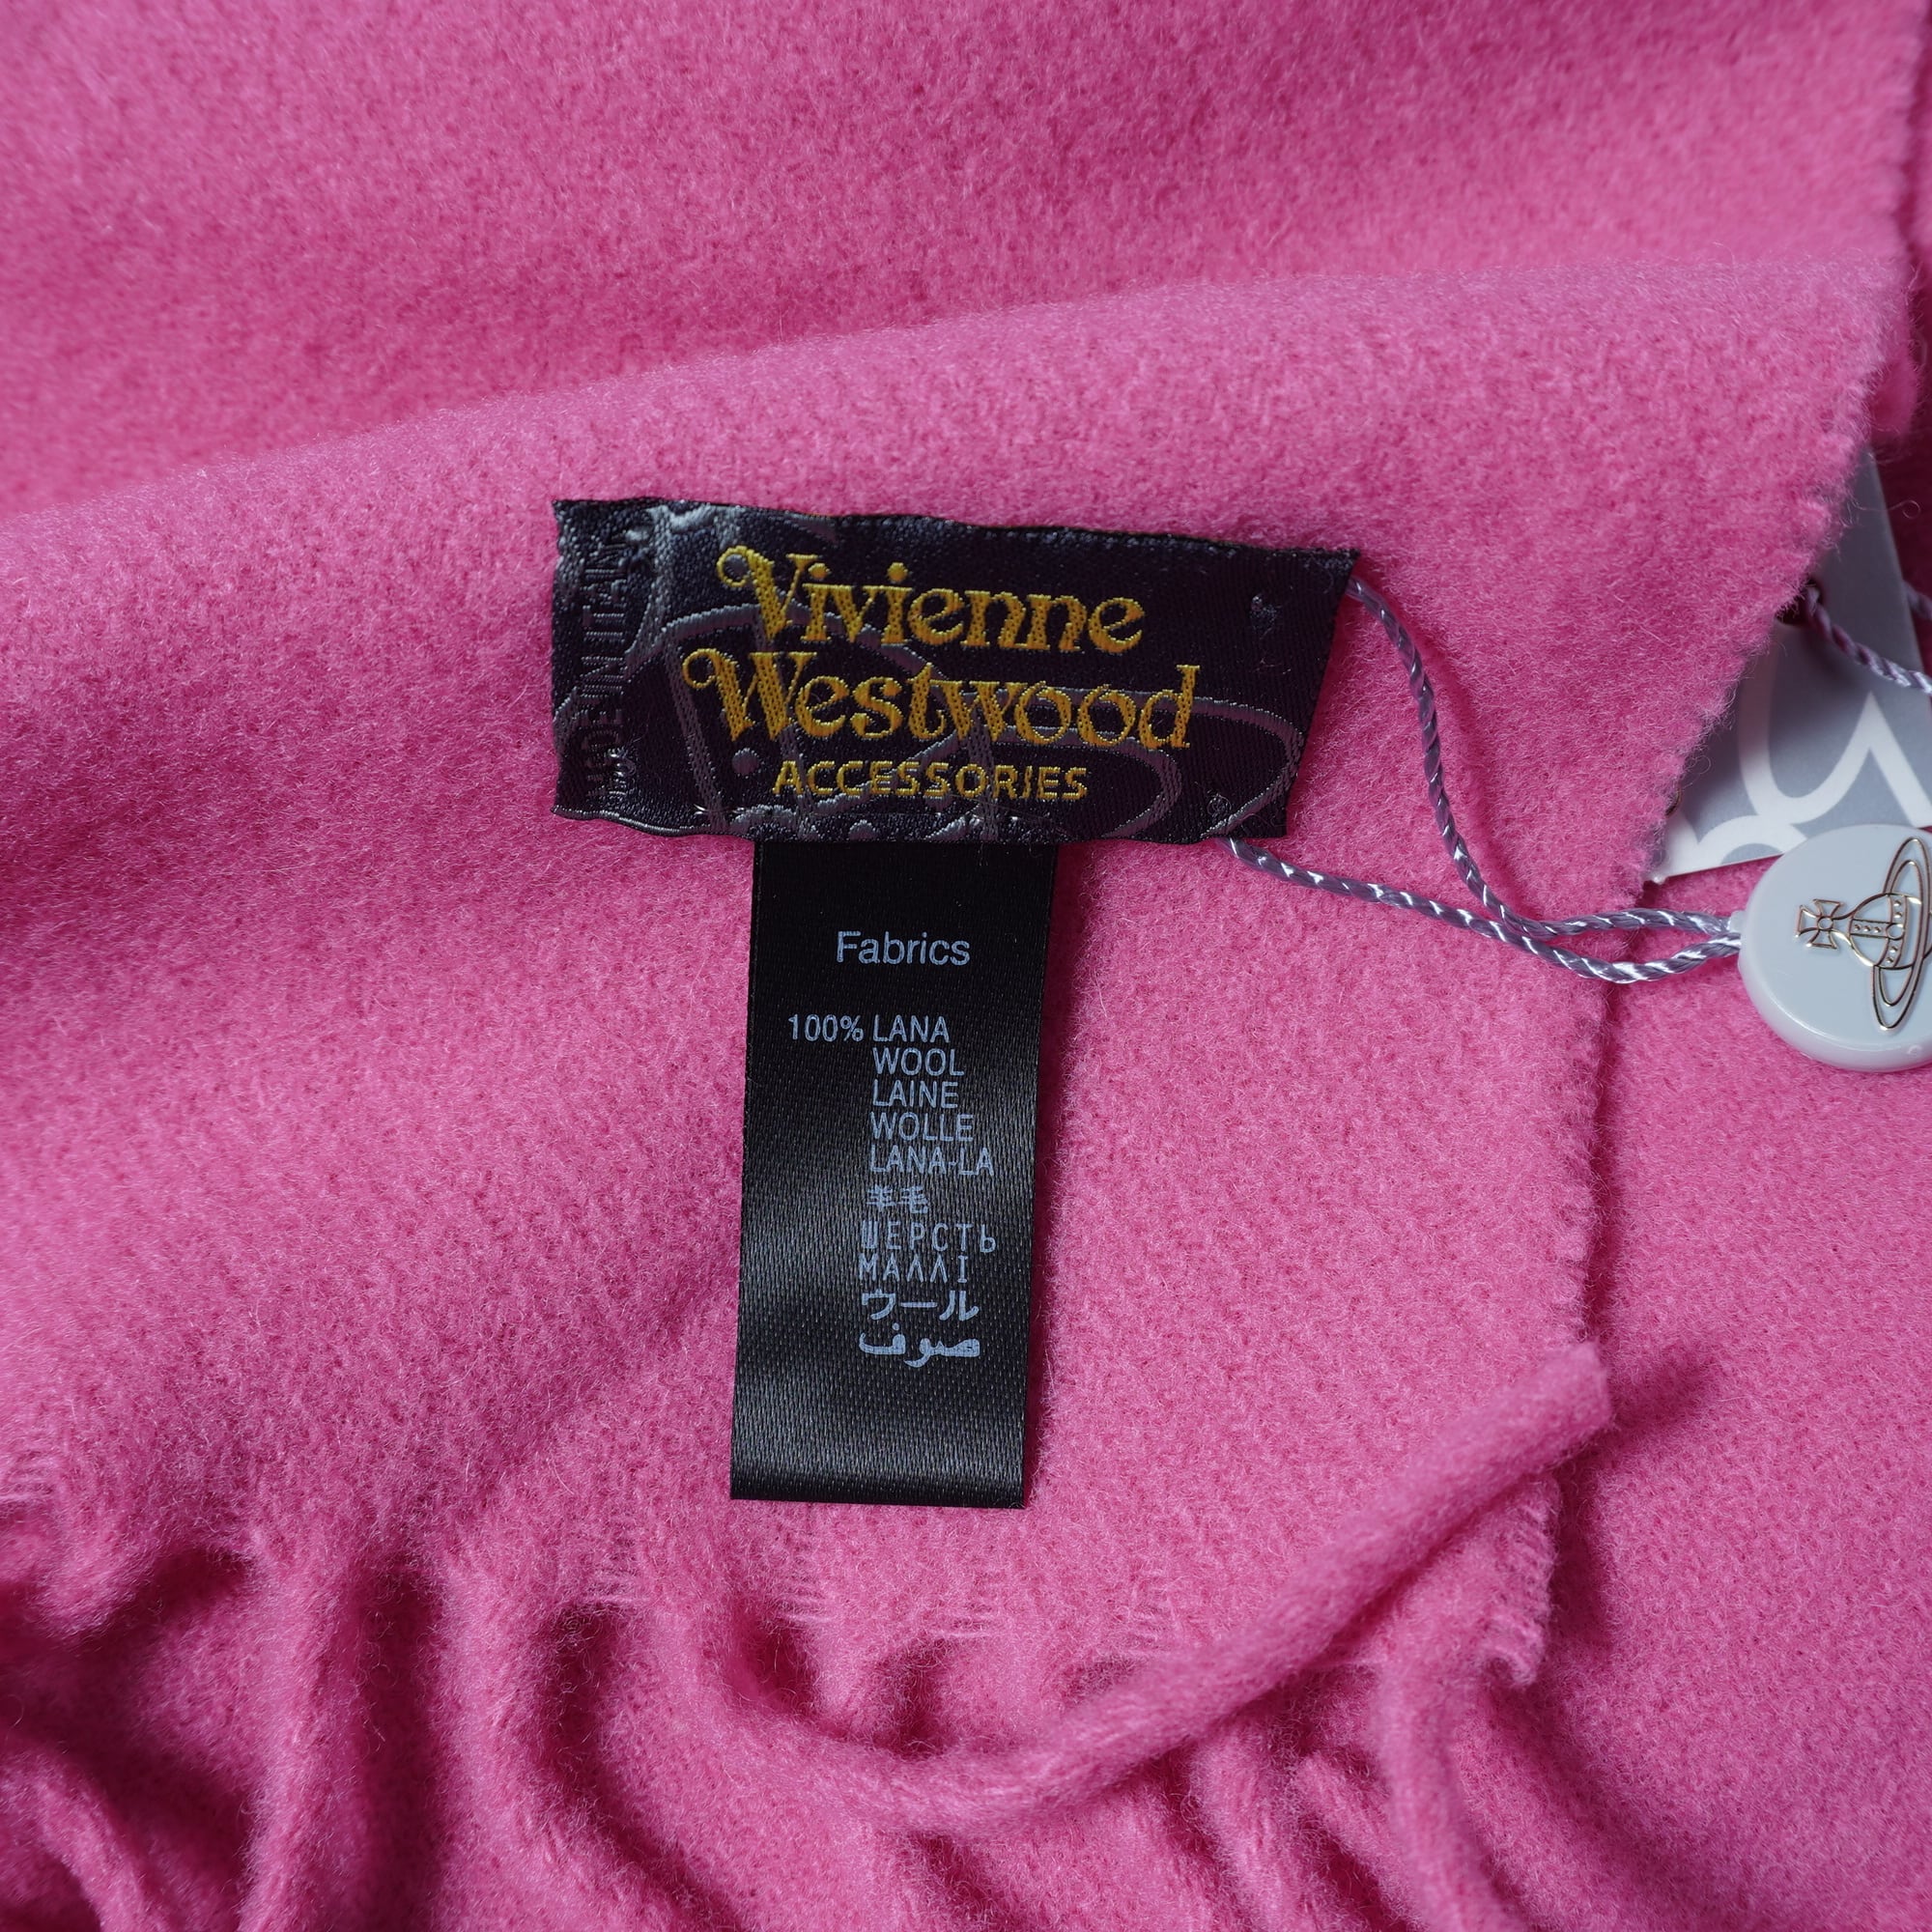 Vivienne
Westwood
ACCESSORIES
MADE IN ITALY
Fabrics
100% LANA
WOOL
LAINE
WOLLE
LANA-LA
羊毛
ШЕРСТЬ
ΜΑΛΛΙ
ウール
صوف